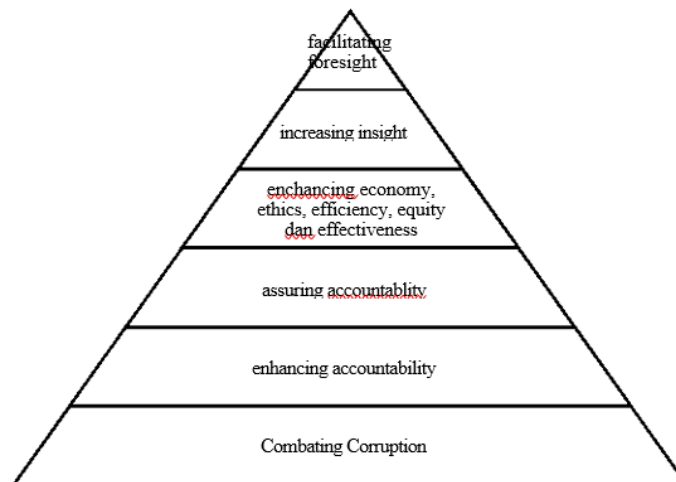 facilitating
foresight
increasing insight
enchancing economy,
ethics, efficiency, equity
dan effectiveness
assuring accountablity
enhancing accountability
Combating Corruption